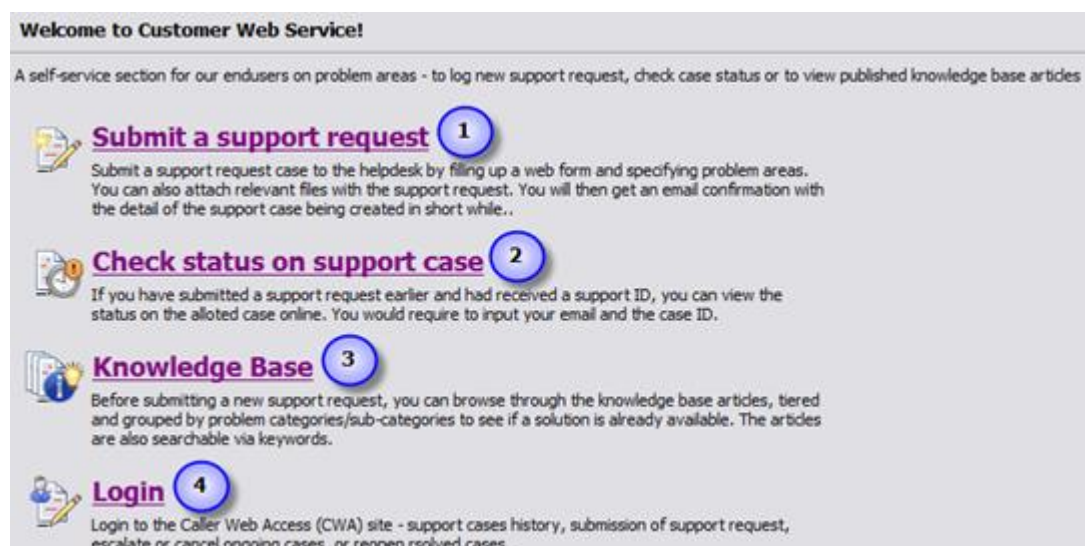 Welcome to Customer Web Service!
A self-service section for our endusers on problem areas - to log new support request, check case status or to view published knowledge base articles
Submit a support request 1
Submit a support request case to the helpdesk by filling up a web form and specifying problem areas.
You can also attach relevant files with the support request. You will then get an email confirmation with
the detail of the support case being created in short while..
Check status on support case 2
If you have submitted a support request earlier and had received a support ID, you can view the
status on the alloted case online. You would require to input your email and the case ID.
Knowledge Base 3
Before submitting a new support request, you can browse through the knowledge base articles, tiered
and grouped by problem categories/sub-categories to see if a solution is already available. The articles
are also searchable via keywords.
Login 4
Login to the Caller Web Access (CWA) site - support cases history, submission of support request,
escalate or cancel ongoing cases, or reopen rsolved cases